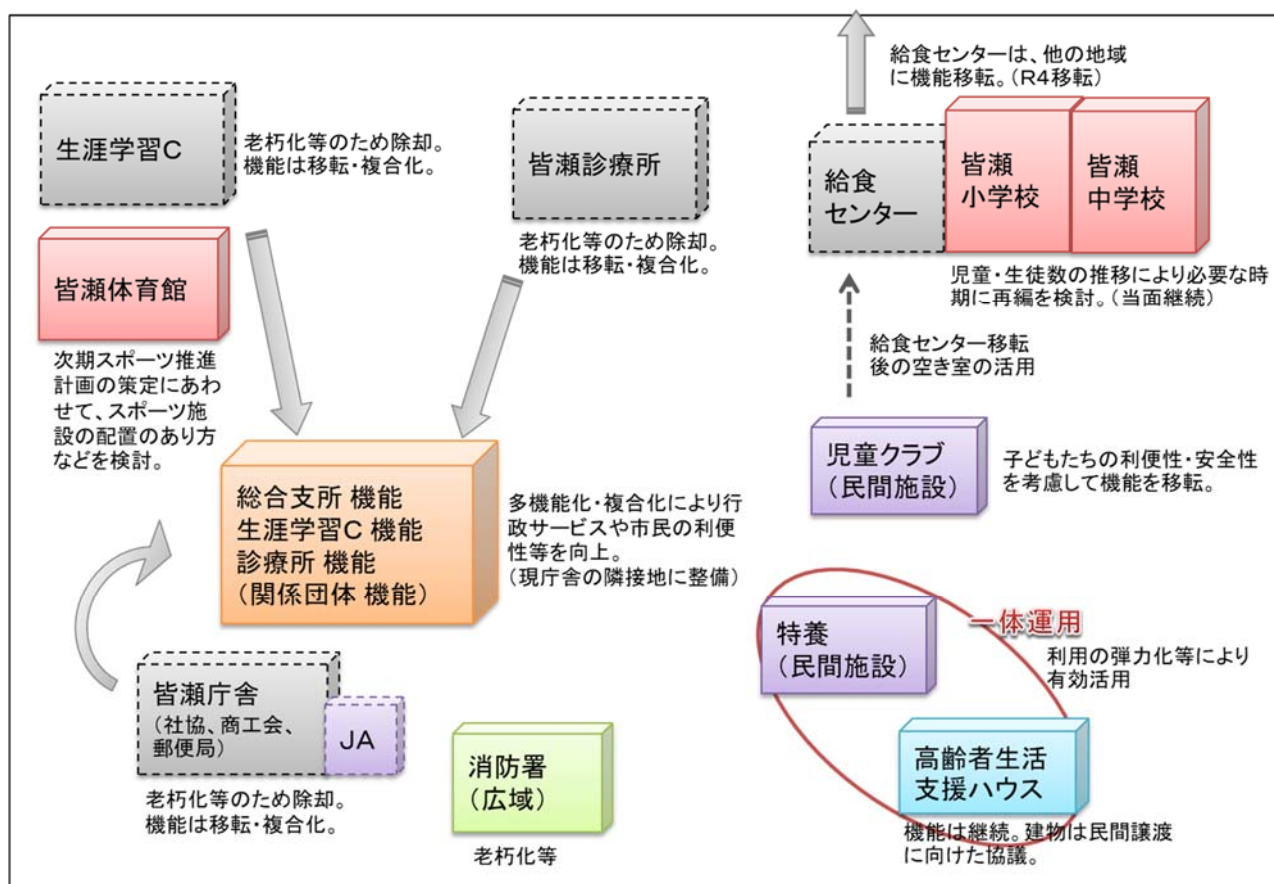 給食センターは、他の地域
に機能移転。（R4移転）
生涯学習C
老朽化等のため除却。
機能は移転・複合化。
皆瀬診療所
老朽化等のため除却。
機能は移転・複合化。
給食
センター
皆瀬
小学校
皆瀬
中学校
児童・生徒数の推移により必要な時
期に再編を検討。（当面継続）
皆瀬体育館
次期スポーツ推進
計画の策定にあわ
せて、スポーツ施
設の配置のあり方
などを検討。
給食センター移転
後の空き室の活用
児童クラブ
（民間施設）
子どもたちの利便性・安全性
を考慮して機能を移転。
総合支所 機能
生涯学習C 機能
診療所 機能
（関係団体 機能）
多機能化・複合化により行
政サービスや市民の利便
性等を向上。
（現庁舎の隣接地に整備）
一体運用
特養
（民間施設）
利用の弾力化等により
有効活用
皆瀬庁舎
（社協、商工会、
郵便局）
JA
老朽化等のため除却。
機能は移転・複合化。
消防署
（広域）
老朽化等
高齢者生活
支援ハウス
機能は継続。建物は民間譲渡
に向けた協議。